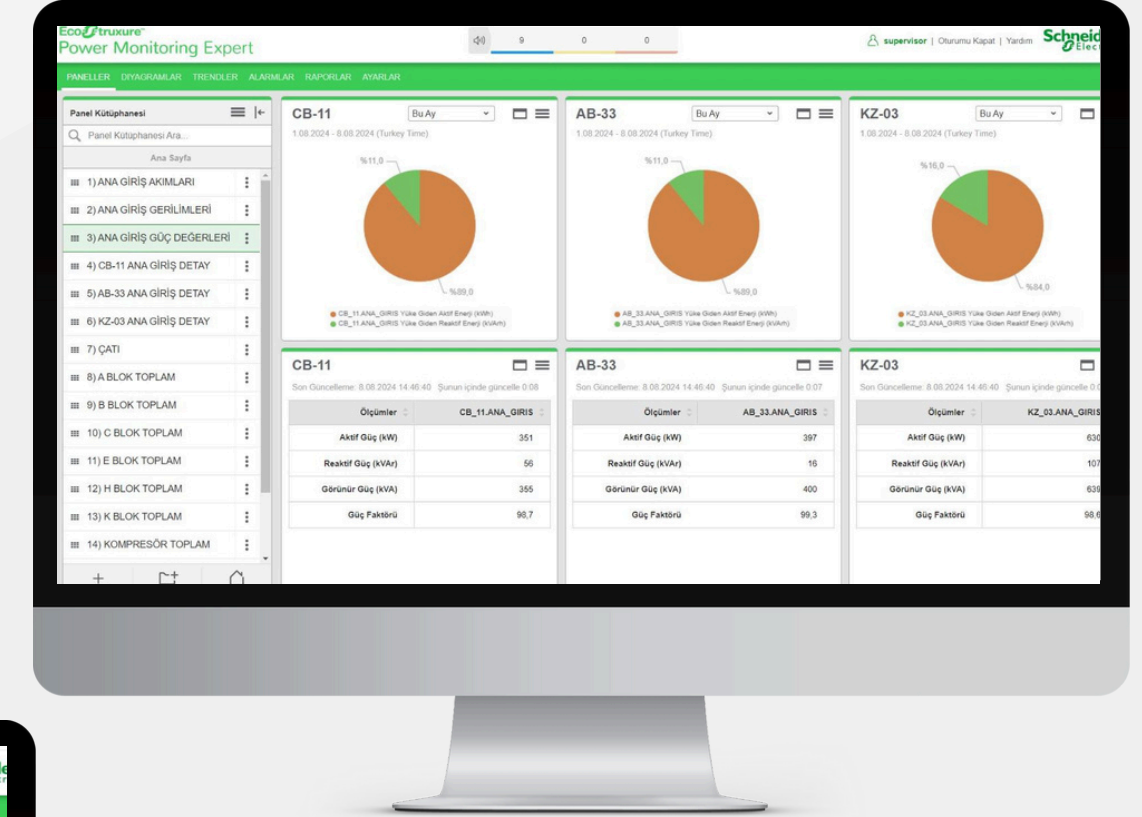 EcoStruxure™
Power Monitoring Expert
9 0 0
supervisor | Oturumu Kapat | Yardım
Schneid
Elec
PANELLER DİYAGRAMLAR TRENDLER ALARMLAR RAPORLAR AYARLAR
Panel Kütüphanesi
Panel Kütüphanesi Ara...
Ana Sayfa
1) ANA GİRİŞ AKIMLARI
2) ANA GİRİŞ GERİLİMLERİ
3) ANA GİRİŞ GÜÇ DEĞERLERİ
4) CB-11 ANA GİRİŞ DETAY
5) AB-33 ANA GİRİŞ DETAY
6) KZ-03 ANA GİRİŞ DETAY
7) ÇATI
8) A BLOK TOPLAM
9) B BLOK TOPLAM
10) C BLOK TOPLAM
11) E BLOK TOPLAM
12) H BLOK TOPLAM
13) K BLOK TOPLAM
14) KOMPRESÖR TOPLAM
CB-11
Bu Ay
1.08.2024 - 8.08.2024 (Turkey Time)
%11,0
%89,0
CB_11.ANA_GIRIS Yüke Giden Aktif Enerji (kWh)
CB_11.ANA_GIRIS Yüke Giden Reaktif Enerji (kVArh)
AB-33
Bu Ay
1.08.2024 - 8.08.2024 (Turkey Time)
%11,0
%89,0
AB_33.ANA_GIRIS Yüke Giden Aktif Enerji (kWh)
AB_33.ANA_GIRIS Yüke Giden Reaktif Enerji (kVArh)
KZ-03
Bu Ay
1.08.2024 - 8.08.2024 (Turkey Time)
%16,0
%84,0
KZ_03.ANA_GIRIS Yüke Giden Aktif Enerji (kWh)
KZ_03.ANA_GIRIS Yüke Giden Reaktif Enerji (kVArh)
CB-11
Son Güncelleme: 8.08.2024 14:46:40 Şunun içinde güncelle 0:08
Ölçümler CB_11.ANA_GIRIS
Aktif Güç (kW) 351
Reaktif Güç (kVAr) 56
Görünür Güç (kVA) 355
Güç Faktörü 98,7
AB-33
Son Güncelleme: 8.08.2024 14:46:40 Şunun içinde güncelle 0:07
Ölçümler AB_33.ANA_GIRIS
Aktif Güç (kW) 397
Reaktif Güç (kVAr) 16
Görünür Güç (kVA) 400
Güç Faktörü 99,3
KZ-03
Son Güncelleme: 8.08.2024 14:46:40 Şunun içinde güncelle
Ölçümler KZ_03.ANA_GIRIS
Aktif Güç (kW) 630
Reaktif Güç (kVAr) 107
Görünür Güç (kVA) 639
Güç Faktörü 98,6